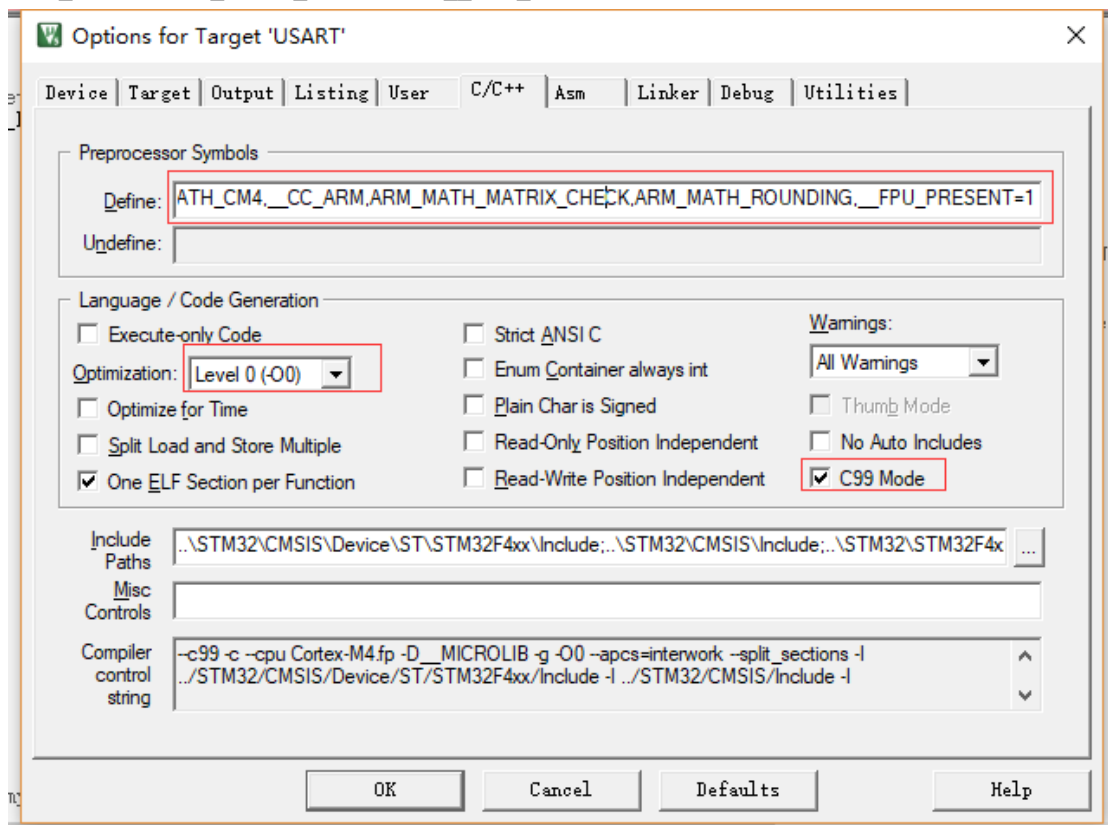 Options for Target 'USART'
Device Target Output Listing User C/C++ Asm Linker Debug Utilities
Preprocessor Symbols
Define: ATH_CM4,__CC_ARM,ARM_MATH_MATRIX_CHECK,ARM_MATH_ROUNDING,__FPU_PRESENT=1
Undefine:
Language / Code Generation
Execute-only Code Strict ANSI C Warnings:
Optimization: Level 0 (-O0) Enum Container always int All Warnings
Optimize for Time Plain Char is Signed Thumb Mode
Split Load and Store Multiple Read-Only Position Independent No Auto Includes
One ELF Section per Function Read-Write Position Independent C99 Mode
Include Paths ..\STM32\CMSIS\Device\ST\STM32F4xx\Include;..\STM32\CMSIS\Include;..\STM32\STM32F4x ...
Misc Controls
Compiler control string --c99 -c --cpu Cortex-M4.fp -D__MICROLIB -g -O0 --apcs=interwork --split_sections -I
../STM32/CMSIS/Device/ST/STM32F4xx/Include -I ../STM32/CMSIS/Include -I
OK Cancel Defaults Help